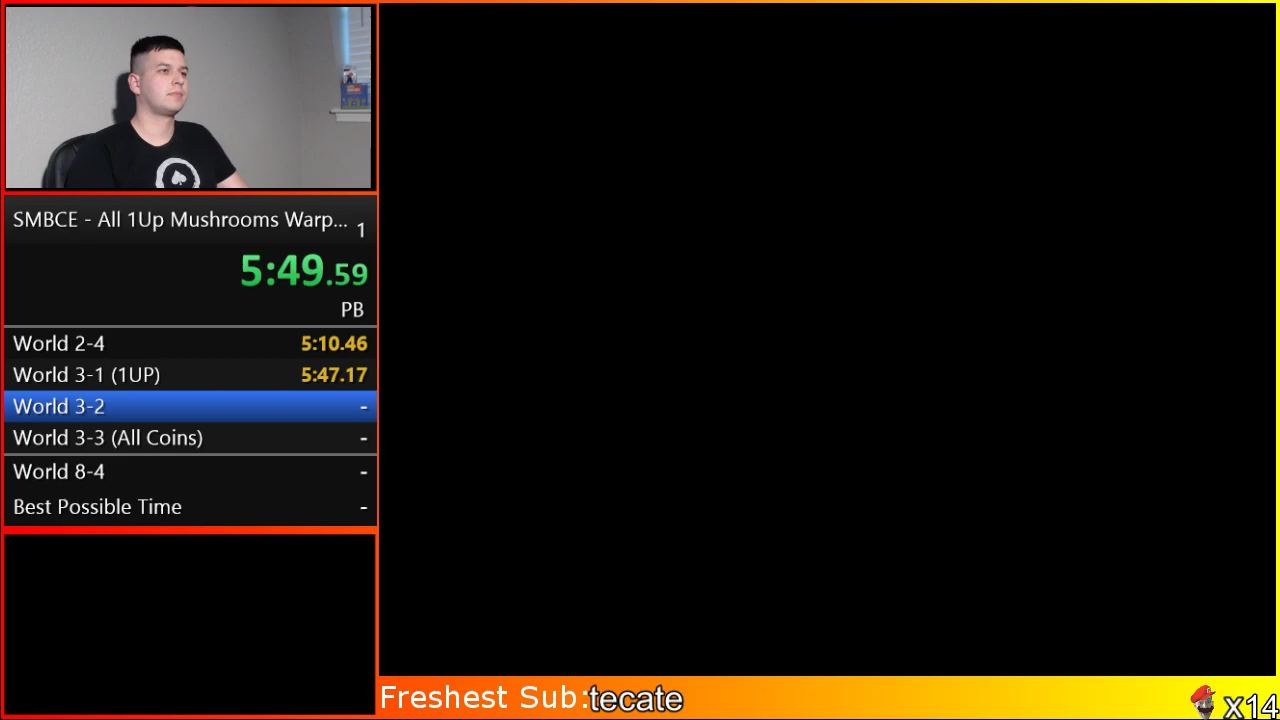 SMBCE - All 1Up Mushrooms Warp...
1
5:49.59
PB
World 2-4 5:10.46
World 3-1 (1UP) 5:47.17
World 3-2 -
World 3-3 (All Coins) -
World 8-4 -
Best Possible Time -
Freshest Sub:tecate
x14